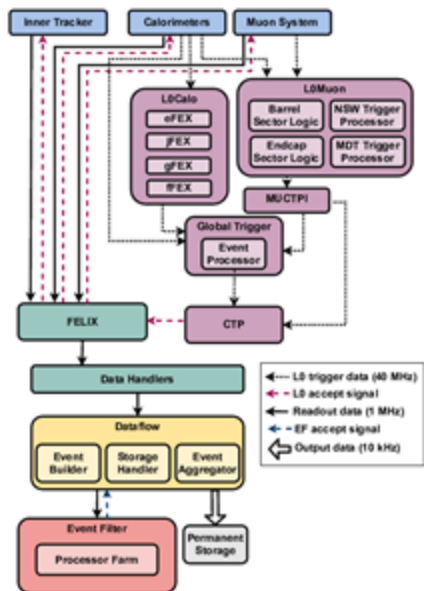 Inner Tracker
Calorimeters
Muon System
L0Calo
eFEX
jFEX
gFEX
fFEX
L0Muon
Barrel
Sector Logic
NSW Trigger
Processor
Endcap
Sector Logic
MDT Trigger
Processor
MUCTPI
Global Trigger
Event
Processor
FELIX
CTP
Data Handlers
Dataflow
Event
Builder
Storage
Handler
Event
Aggregator
Event Filter
Processor Farm
Permanent
Storage
L0 trigger data (40 MHz)
L0 accept signal
Readout data (1 MHz)
EF accept signal
Output data (10 kHz)